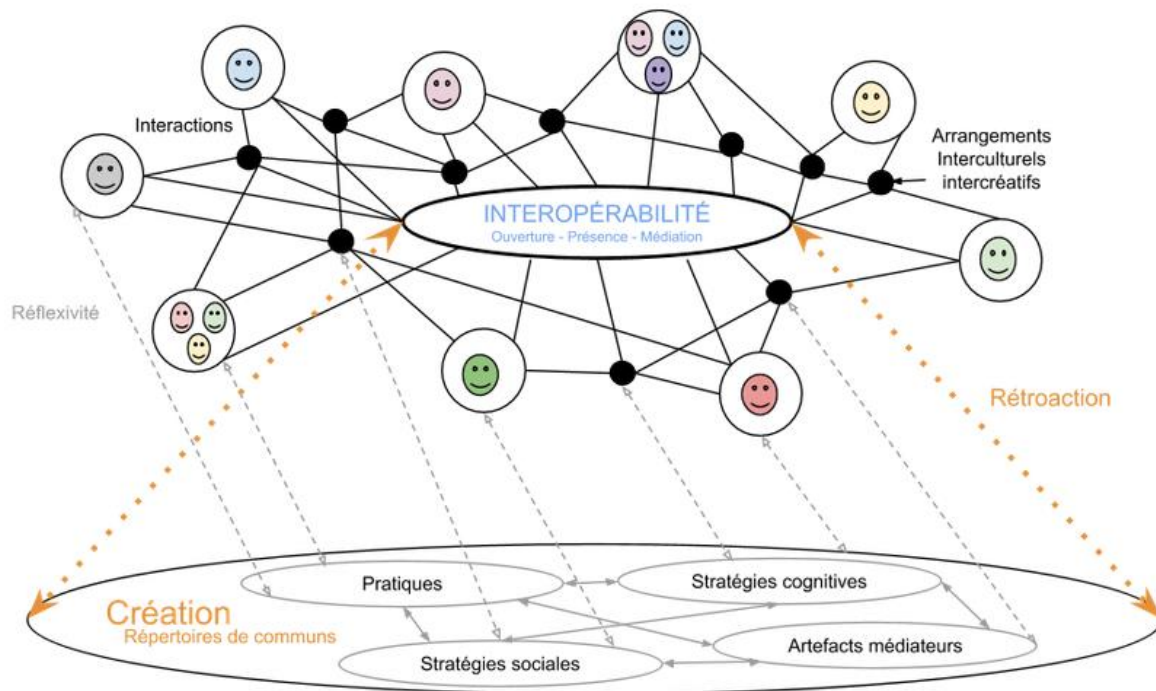 Interactions
Arrangements
Interculturels
intercréatifs
INTEROPÉRABILITÉ
Ouverture - Présence - Médiation
Réflexivité
Rétroaction
Pratiques
Stratégies cognitives
Création
Répertoires de communs
Stratégies sociales
Artefacts médiateurs